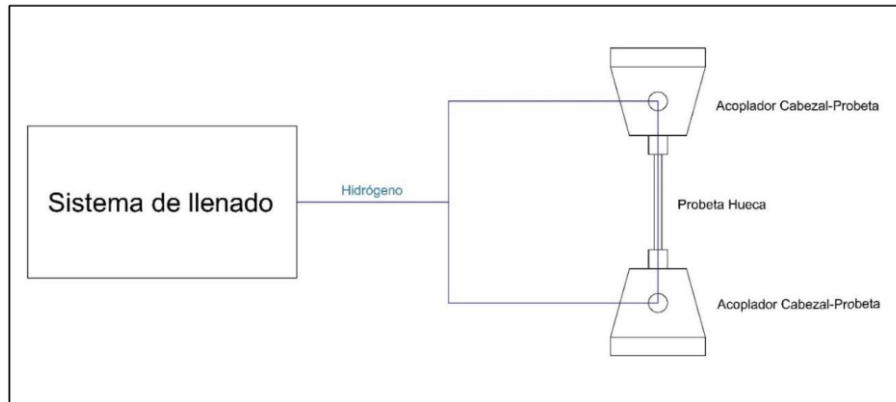 Acoplador Cabezal-Probeta
Hidrógeno
Sistema de llenado
Probeta Hueca
Acoplador Cabezal-Probeta